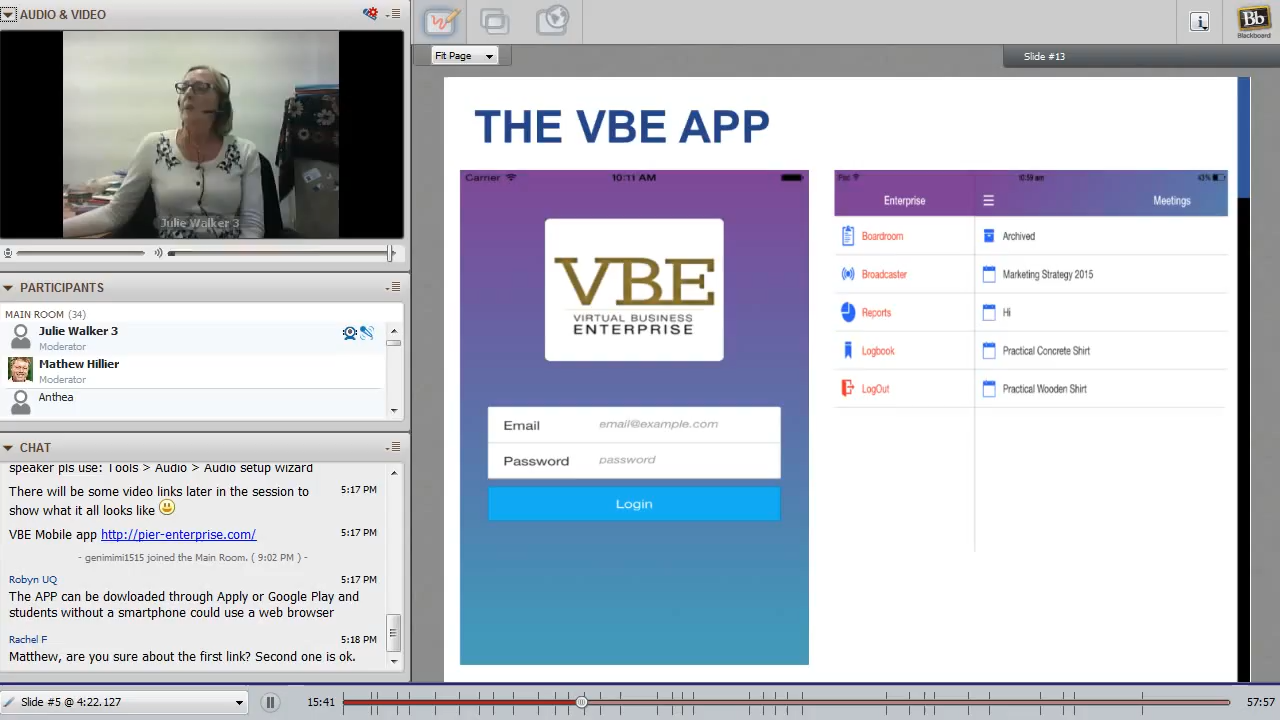 AUDIO & VIDEO
Julie Walker 3
PARTICIPANTS
MAIN ROOM (34)
Julie Walker 3
Moderator
Mathew Hillier
Moderator
Anthea
CHAT
speaker pls use: Tools > Audio > Audio setup wizard
There will be some video links later in the session to 5:17 PM
show what it all looks like
VBE Mobile app http://pier-enterprise.com/ 5:17 PM
- genimimi1515 joined the Main Room. ( 9:02 PM ) -
Robyn UQ 5:17 PM
The APP can be dowloaded through Apply or Google Play and
students without a smartphone could use a web browser
Rachel F 5:18 PM
Matthew, are you sure about the first link? Second one is ok.
Fit Page
Slide #13
Bb
Blackboard
THE VBE APP
Carrier 10:11 AM
VBE
VIRTUAL BUSINESS
ENTERPRISE
Email email@example.com
Password password
Login
10:59 am 43%
Enterprise Meetings
Boardroom Archived
Broadcaster Marketing Strategy 2015
Reports Hi
Logbook Practical Concrete Shirt
LogOut Practical Wooden Shirt
Slide #5 @ 4:22.127 15:41 57:57